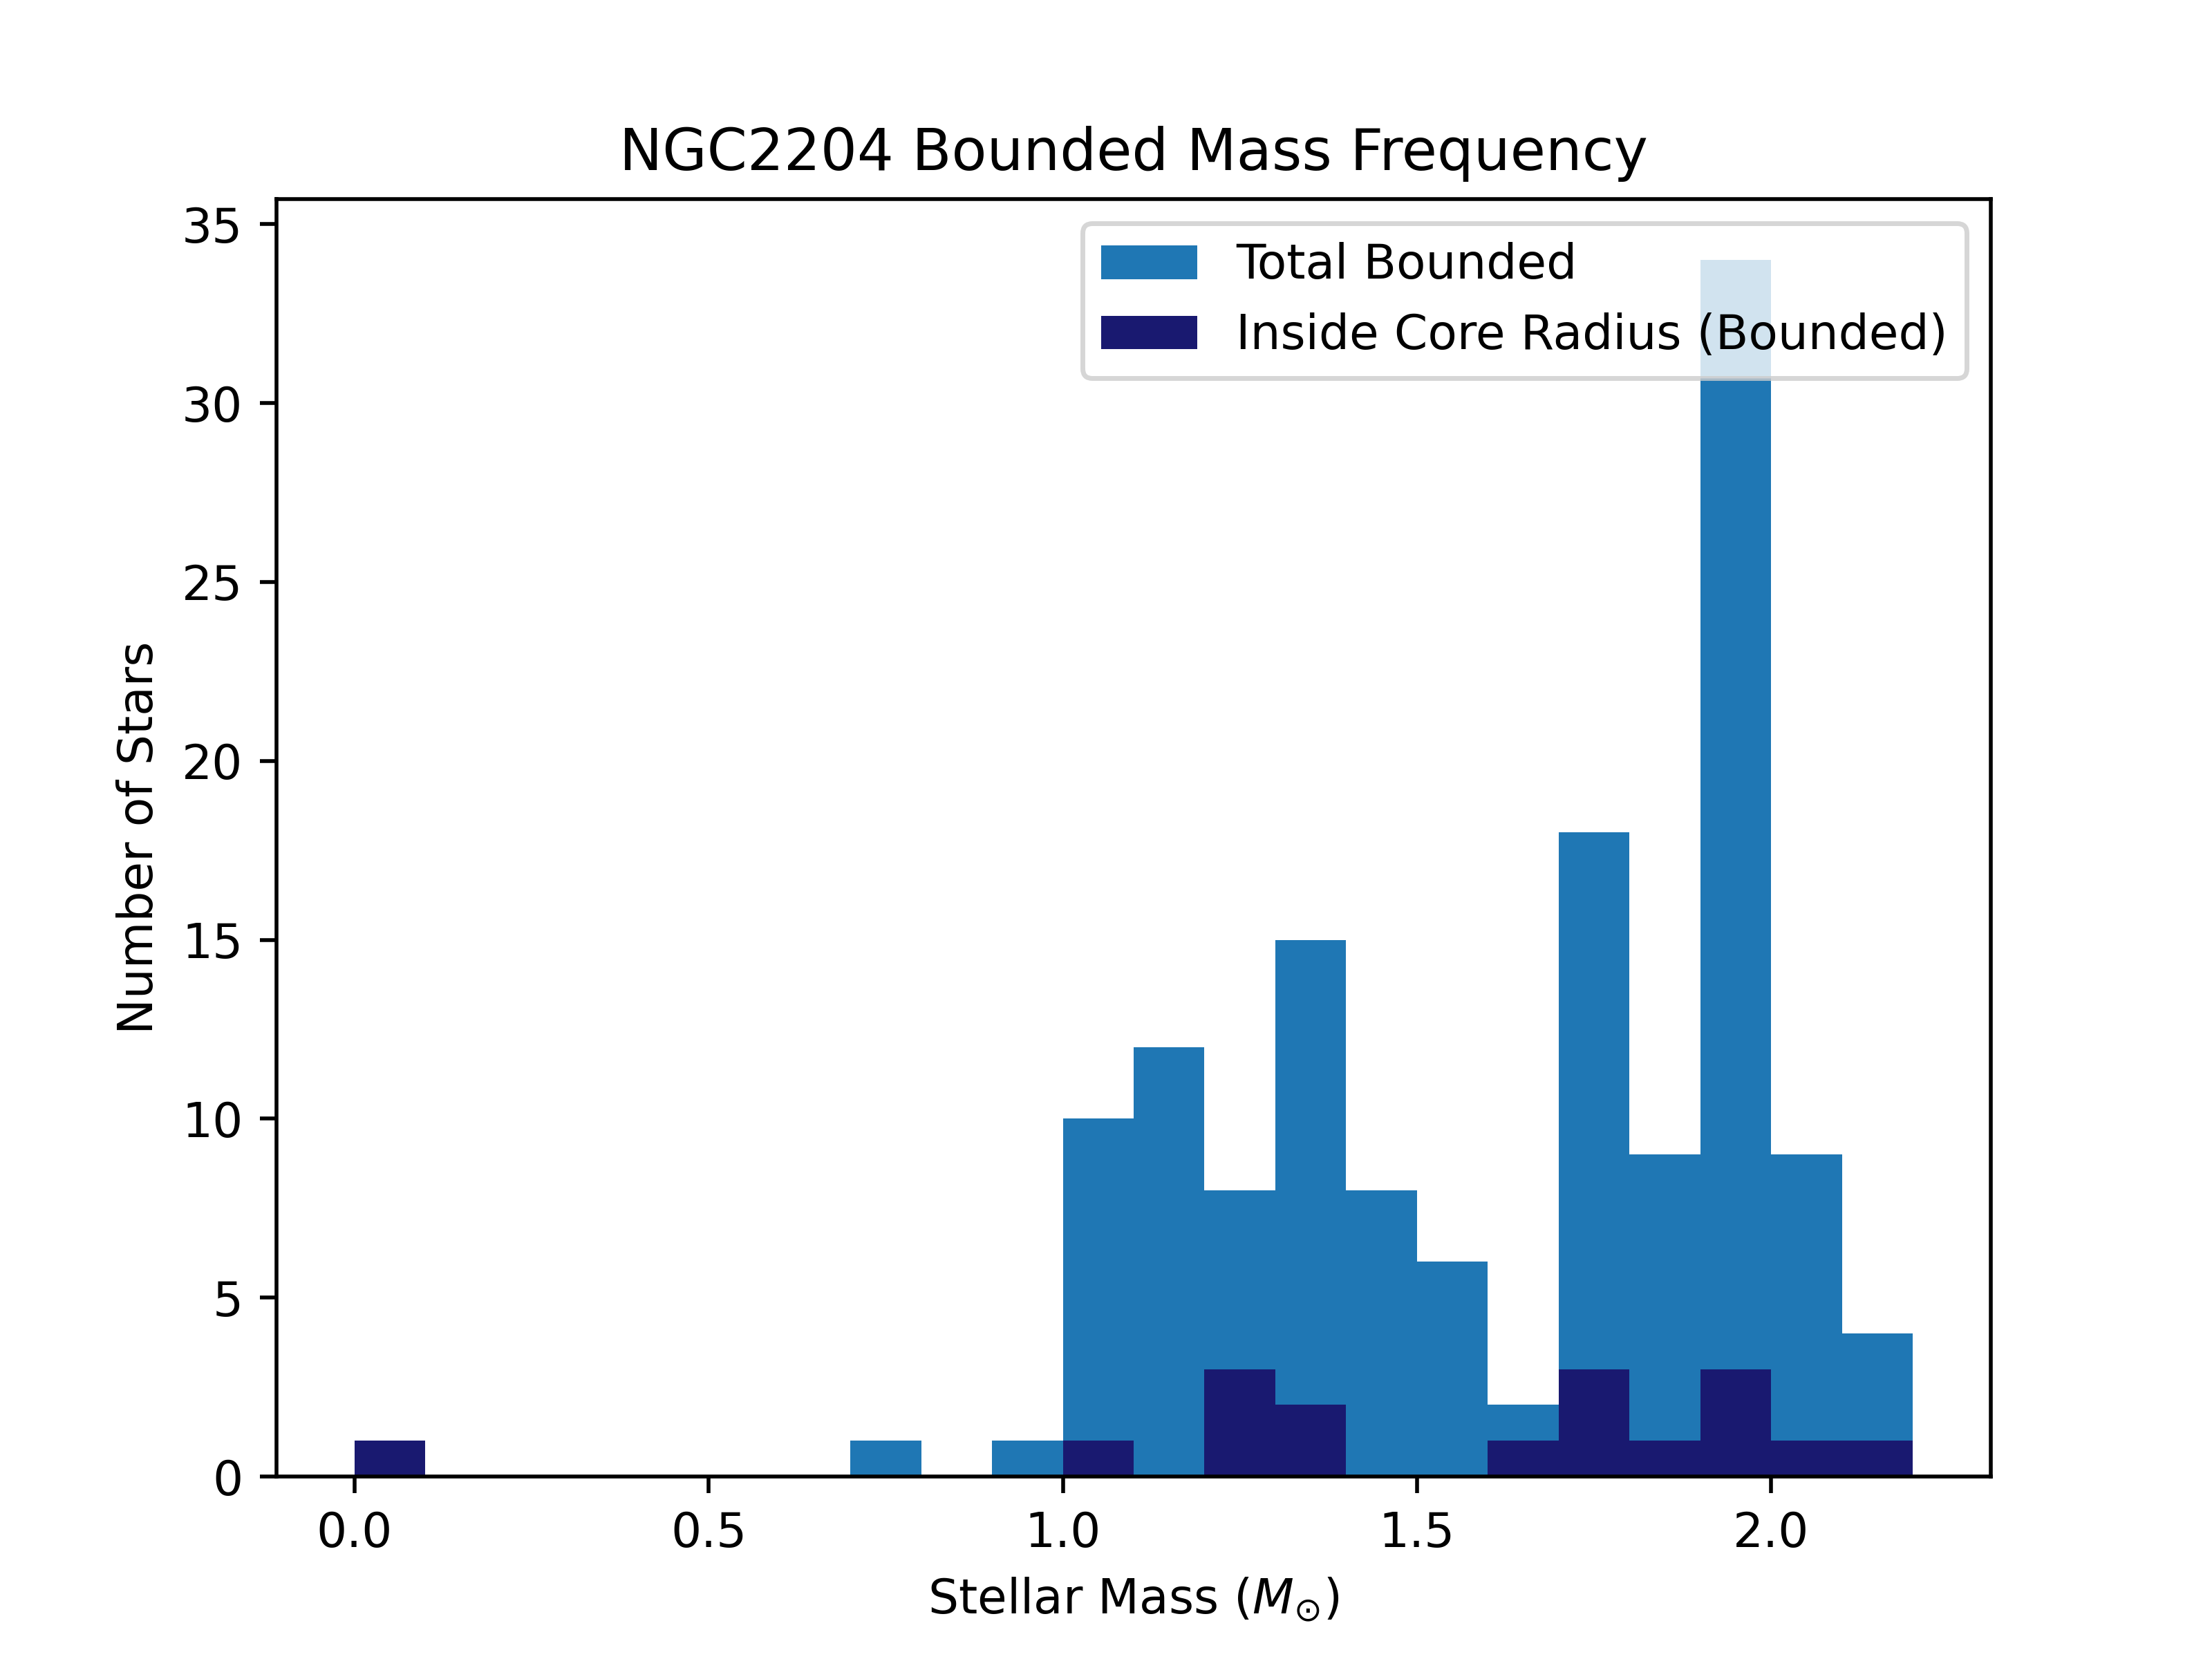 NGC2204 Bounded Mass Frequency
Total Bounded
Inside Core Radius (Bounded)
35
30
25
20
15
10
5
0
Number of Stars
0.0 0.5 1.0 1.5 2.0
Stellar Mass (M☉)